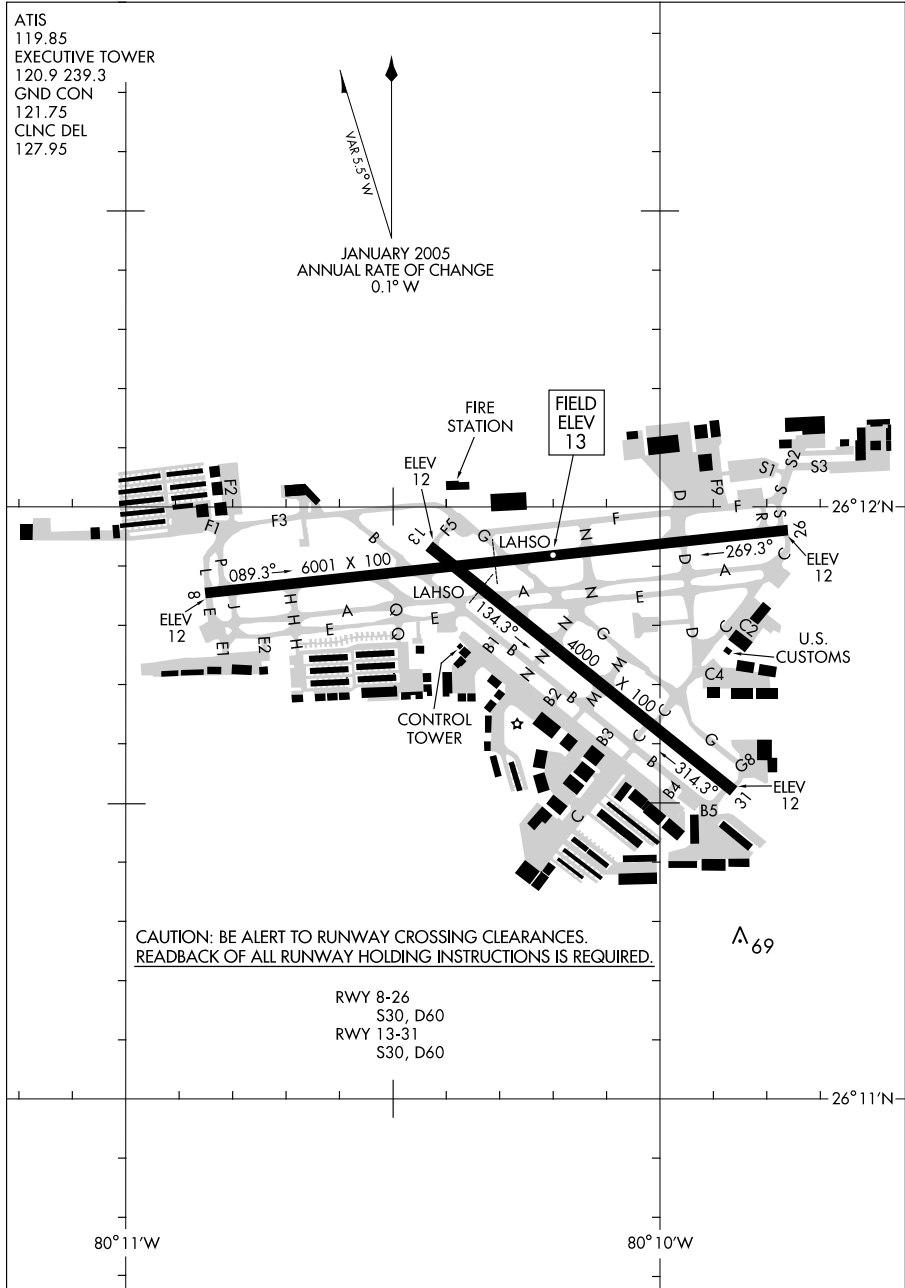 ATIS
119.85
EXECUTIVE TOWER
120.9 239.3
GND CON
121.75
CLNC DEL
127.95
VAR 5.5° W
JANUARY 2005
ANNUAL RATE OF CHANGE
0.1° W
FIRE
STATION
FIELD
ELEV
13
ELEV
12
S1
S2
S3
F2
F9
D
S
F1
F3
B
F5
G
N
F
F
R
S
26°12'N
13
26
LAHSO
269.3°
C
ELEV
12
P
L
089.3°
6001 X 100
D
A
8
J
H
LAHSO
A
N
E
ELEV
12
E
H
A
Q
E
134.3°
N
C2
E1
E2
H
E
Q
B1
B
G
D
C
U.S.
CUSTOMS
H
N
4000 X 100
M
C4
N
B2
B
M
C
CONTROL
TOWER
B3
C
G
B
314.3°
G8
B4
31
ELEV
12
B5
C
69
CAUTION: BE ALERT TO RUNWAY CROSSING CLEARANCES.
READBACK OF ALL RUNWAY HOLDING INSTRUCTIONS IS REQUIRED.
RWY 8-26
S30, D60
RWY 13-31
S30, D60
26°11'N
80°11'W
80°10'W